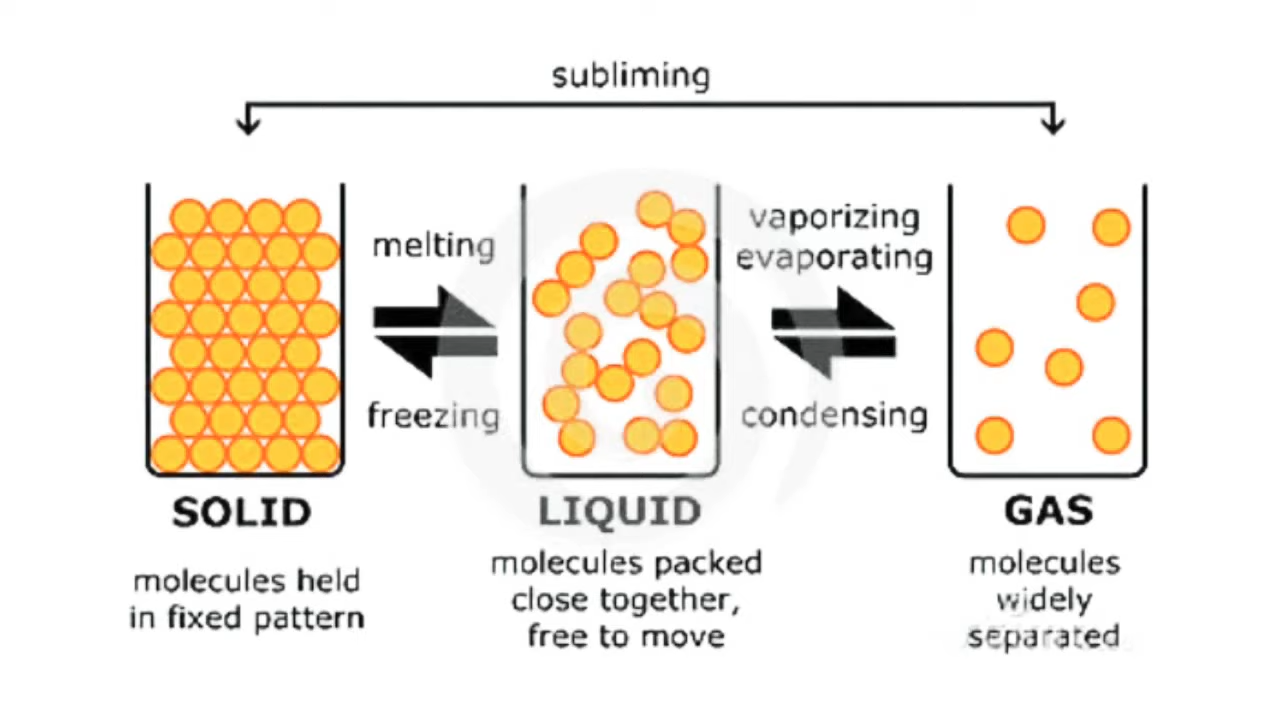 subliming
melting
freezing
vaporizing
evaporating
condensing
SOLID
molecules held
in fixed pattern
LIQUID
molecules packed
close together,
free to move
GAS
molecules
widely
separated